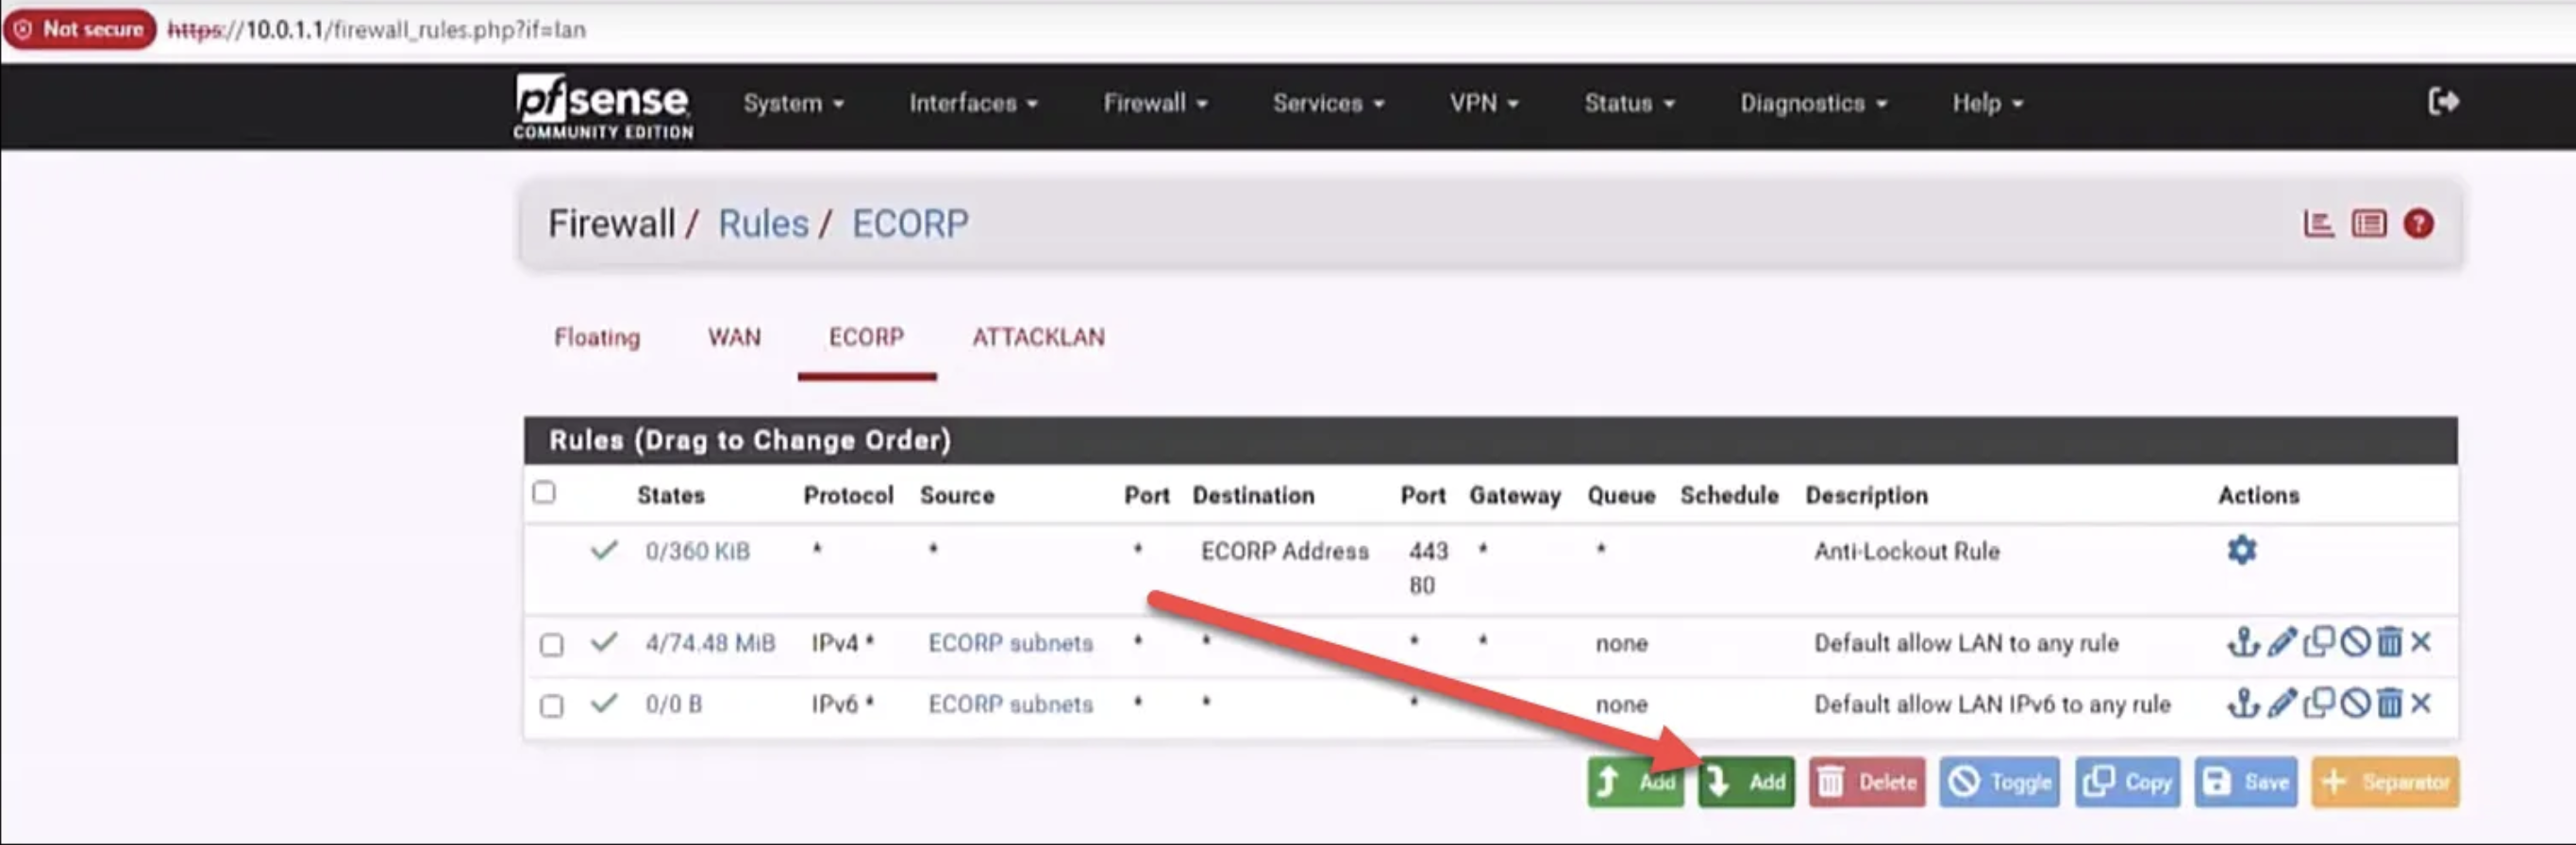 Not secure https://10.0.1.1/firewall_rules.php?if=lan
pfsense COMMUNITY EDITION System Interfaces Firewall Services VPN Status Diagnostics Help
Firewall / Rules / ECORP
Floating WAN ECORP ATTACKLAN
Rules (Drag to Change Order)
States Protocol Source Port Destination Port Gateway Queue Schedule Description Actions
0/360 KiB * * * ECORP Address 443 * * Anti-Lockout Rule
80
4/74.48 MiB IPv4 * ECORP subnets * * * * none Default allow LAN to any rule
0/0 B IPv6 * ECORP subnets * * * none Default allow LAN IPv6 to any rule
Add Add Delete Toggle Copy Save Separator